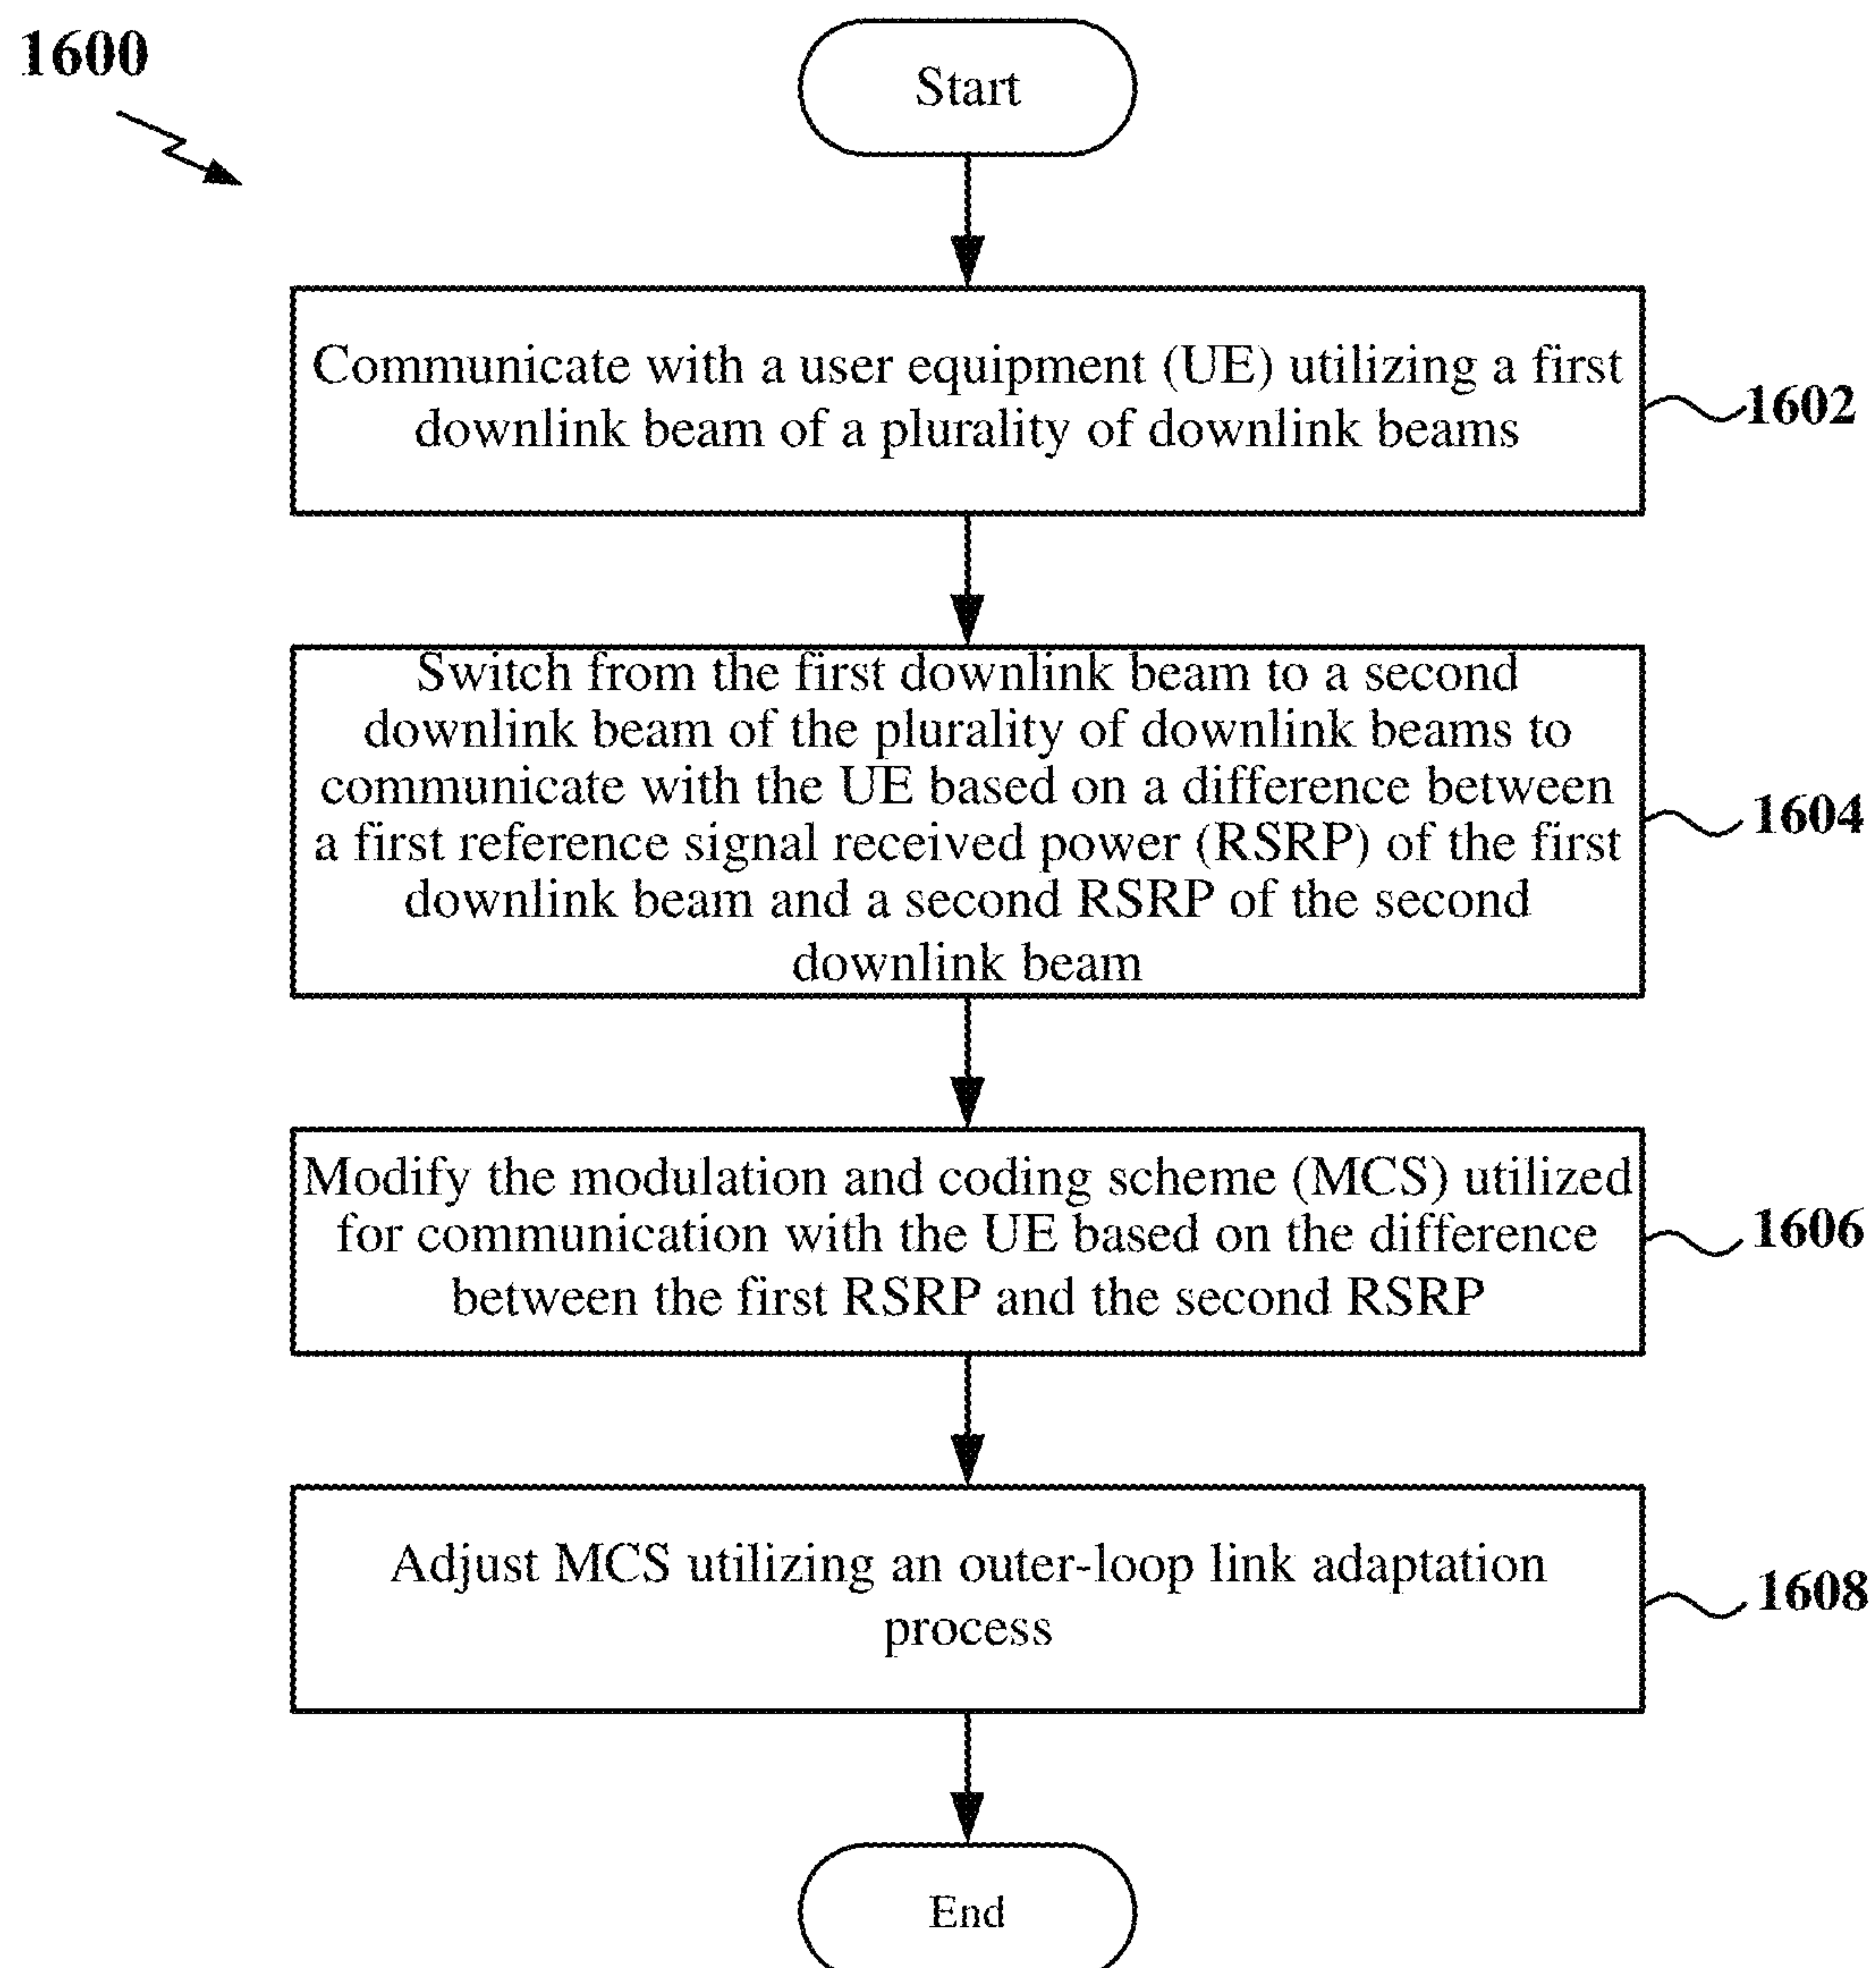 1600
Start
Communicate with a user equipment (UE) utilizing a first
downlink beam of a plurality of downlink beams
1602
Switch from the first downlink beam to a second
downlink beam of the plurality of downlink beams to
communicate with the UE based on a difference between
a first reference signal received power (RSRP) of the first
downlink beam and a second RSRP of the second
downlink beam
1604
Modify the modulation and coding scheme (MCS) utilized
for communication with the UE based on the difference
between the first RSRP and the second RSRP
1606
Adjust MCS utilizing an outer-loop link adaptation
process
1608
End